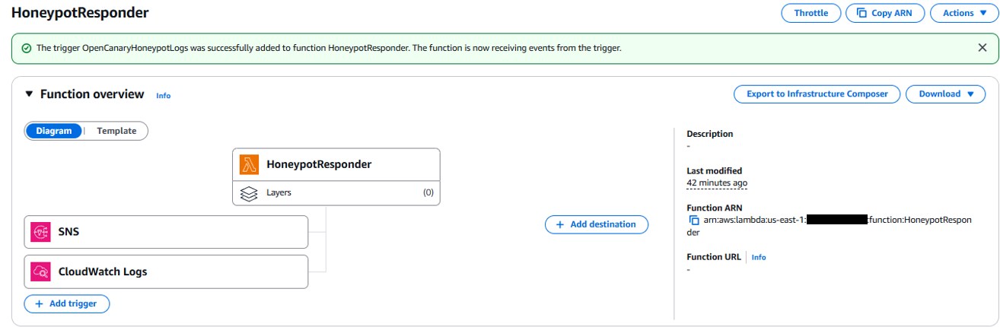 HoneypotResponder
Throttle
Copy ARN
Actions
The trigger OpenCanaryHoneypotLogs was successfully added to function HoneypotResponder. The function is now receiving events from the trigger.
Function overview
Info
Export to Infrastructure Composer
Download
Diagram
Template
HoneypotResponder
Layers
(0)
SNS
CloudWatch Logs
+ Add trigger
+ Add destination
Description
-
Last modified
42 minutes ago
Function ARN
arn:aws:lambda:us-east-1: :function:HoneypotRespon
der
Function URL
Info
-